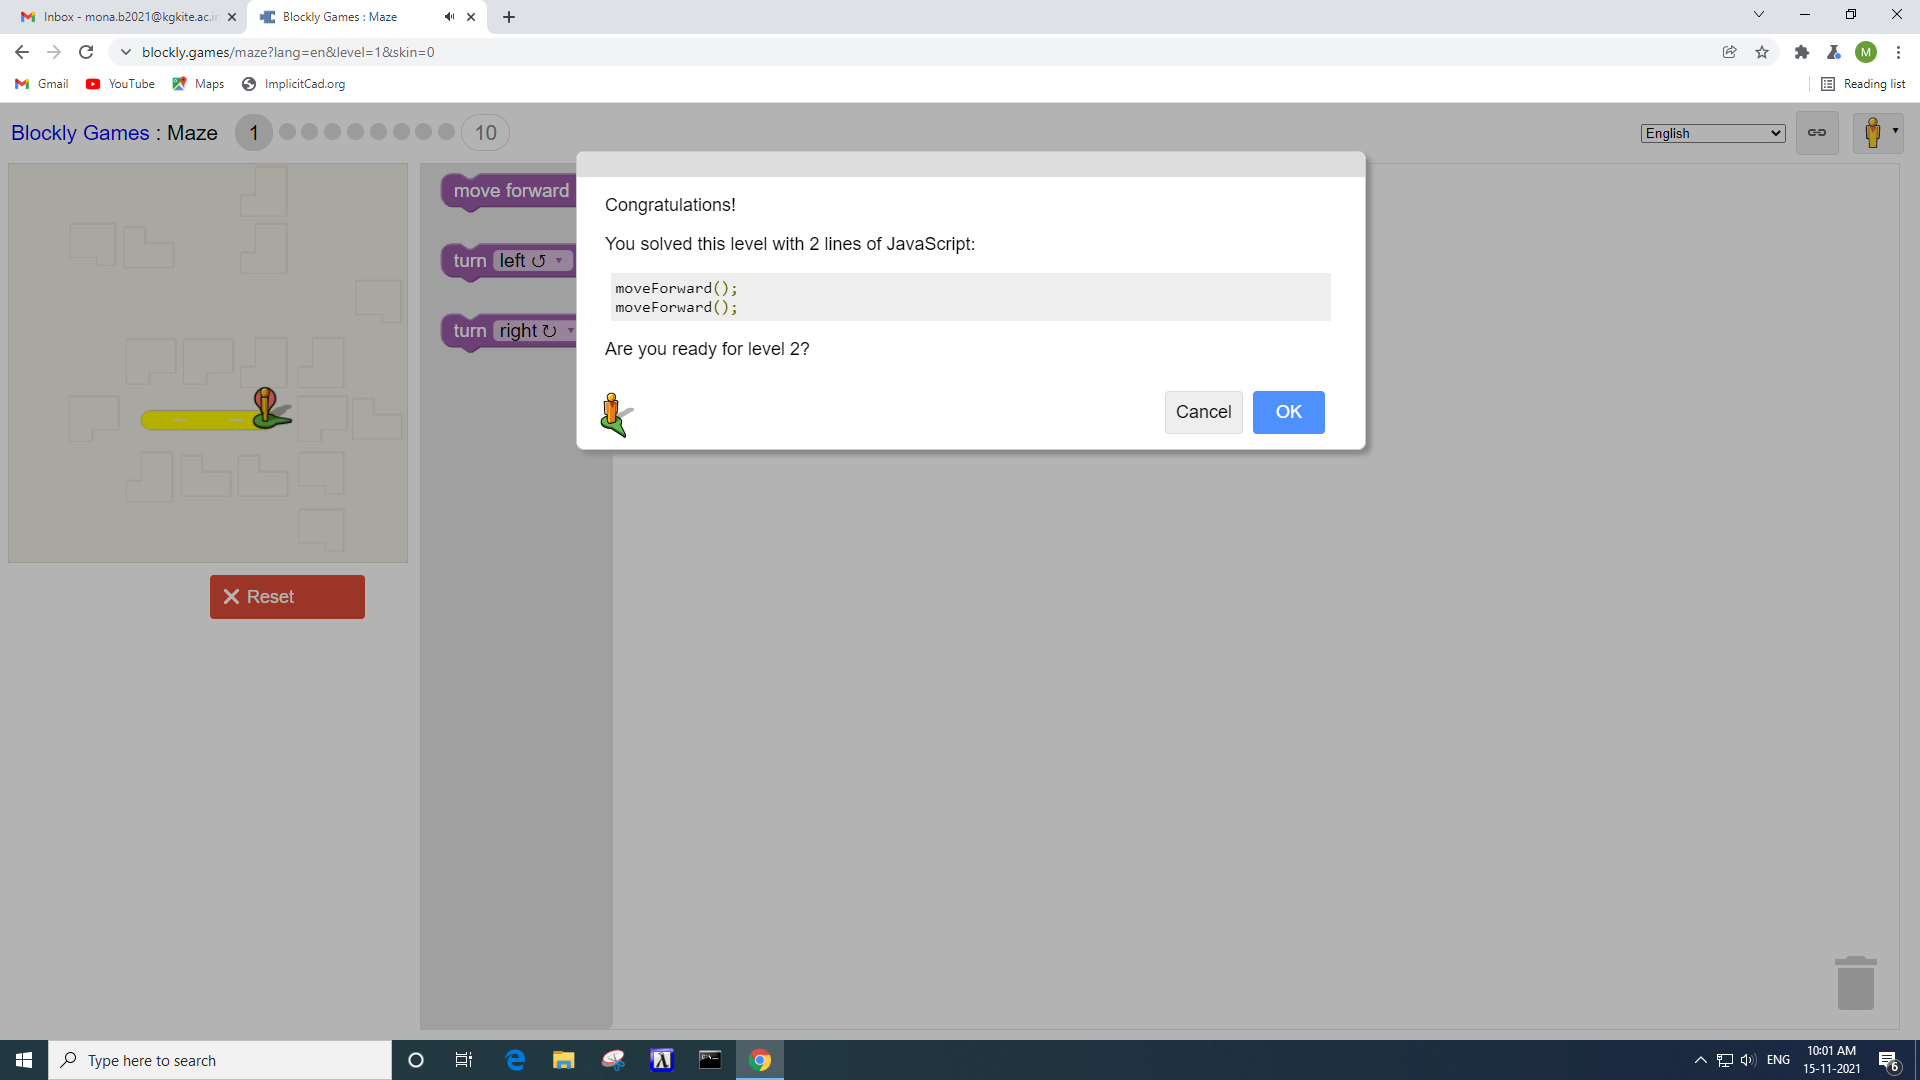 Inbox - mona.b2021@kgkite.ac.in
Blockly Games : Maze
blockly.games/maze?lang=en&level=1&skin=0
M
Gmail
YouTube
Maps
ImplicitCad.org
Reading list
Blockly Games : Maze
1
10
English
move forward
turn left ↺
turn right ↻
Congratulations!
You solved this level with 2 lines of JavaScript:
moveForward();
moveForward();
Are you ready for level 2?
Cancel
OK
Reset
Type here to search
ENG
10:01 AM
15-11-2021
6